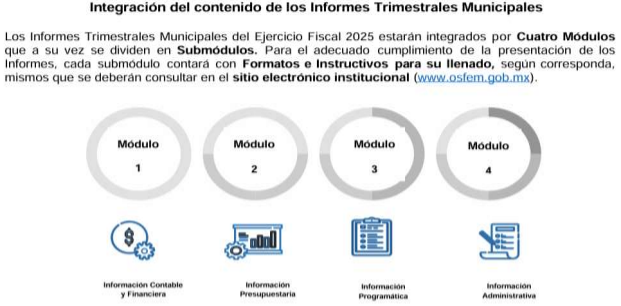 Integración del contenido de los Informes Trimestrales Municipales
Los Informes Trimestrales Municipales del Ejercicio Fiscal 2025 estarán integrados por Cuatro Módulos
que a su vez se dividen en Submódulos. Para el adecuado cumplimiento de la presentación de los
Informes, cada submódulo contará con Formatos e Instructivos para su llenado, según corresponda,
mismos que se deberán consultar en el sitio electrónico institucional (www.osfem.gob.mx).
Módulo
1
Módulo
2
Módulo
3
Módulo
4
$
Información Contable
y Financiera
Información
Presupuestaria
Información
Programática
Información
Administrativa